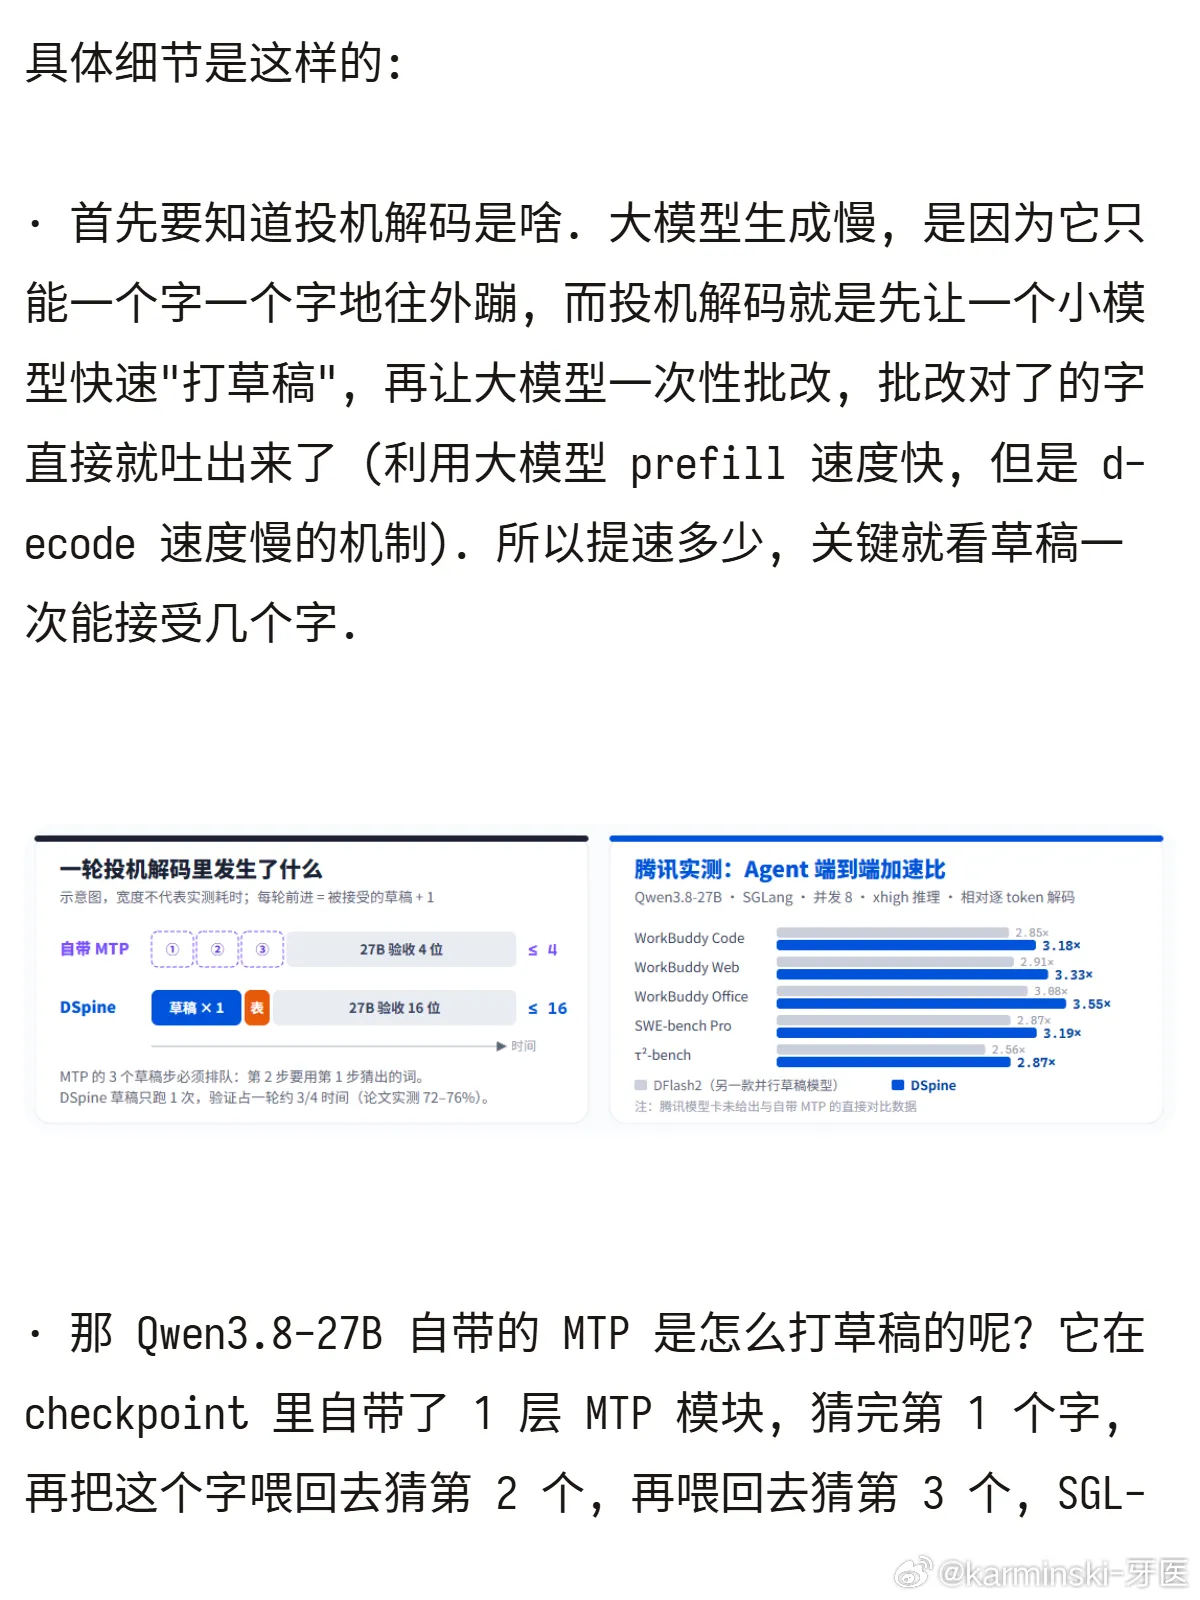 具体细节是这样的:
· 首先要知道投机解码是啥. 大模型生成慢, 是因为它只
能一个字一个字地往外蹦, 而投机解码就是先让一个小模
型快速"打草稿", 再让大模型一次性批改, 批改对了的字
直接就吐出来了 (利用大模型 prefill 速度快, 但是 d-
ecode 速度慢的机制). 所以提速多少, 关键就看草稿一
次能接受几个字.
一轮投机解码里发生了什么
示意图，宽度不代表实测耗时；每轮前进 = 被接受的草稿 + 1
自带 MTP ① ② ③ 27B 验收 4 位 ≤ 4
DSpine 草稿 × 1 表 27B 验收 16 位 ≤ 16
时间
MTP 的 3 个草稿步必须排队：第 2 步要用第 1 步猜出的词。
DSpine 草稿只跑 1 次，验证占一轮约 3/4 时间（论文实测 72–76%）。
腾讯实测：Agent 端到端加速比
Qwen3.8-27B · SGLang · 并发 8 · xhigh 推理 · 相对逐 token 解码
WorkBuddy Code 2.85× 3.18×
WorkBuddy Web 2.91× 3.33×
WorkBuddy Office 3.08× 3.55×
SWE-bench Pro 2.87× 3.19×
τ²-bench 2.56× 2.87×
DFlash2（另一款并行草稿模型） DSpine
注：腾讯模型卡未给出与自带 MTP 的直接对比数据
· 那 Qwen3.8-27B 自带的 MTP 是怎么打草稿的呢? 它在
checkpoint 里自带了 1 层 MTP 模块, 猜完第 1 个字,
再把这个字喂回去猜第 2 个, 再喂回去猜第 3 个, SGL-
@karminski-牙医